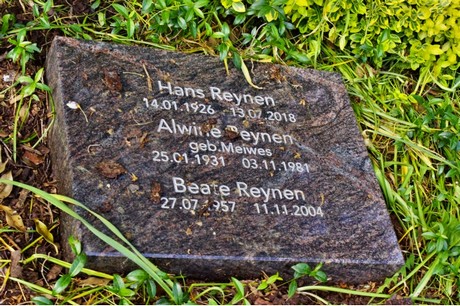 Hans Reynen
14.01.1926 13.07.2018
Alwine Reynen
geb.Meiwes
25.01.1931 03.11.1981
Beate Reynen
27.07.1957 11.11.2004